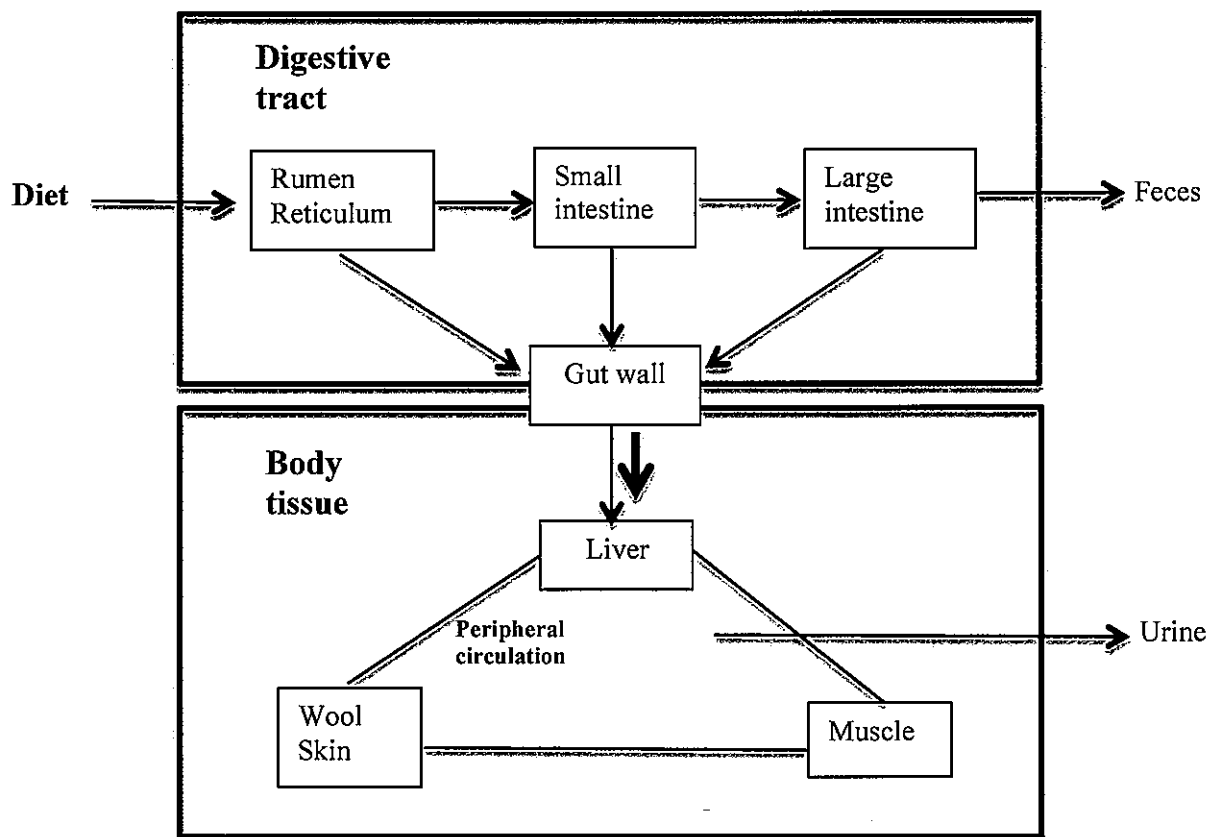 Digestive
tract
Diet
Rumen
Reticulum
Small
intestine
Large
intestine
Feces
Gut wall
Body
tissue
Liver
Peripheral
circulation
Urine
Wool
Skin
Muscle